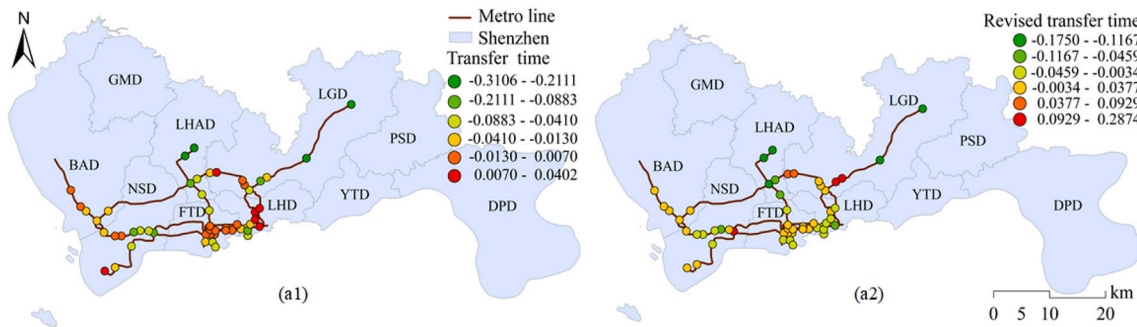 N
Metro line
Shenzhen
Transfer time
-0.3106 - -0.2111
-0.2111 - -0.0883
-0.0883 - -0.0410
-0.0410 - -0.0130
-0.0130 - 0.0070
0.0070 - 0.0402
GMD
LGD
LHAD
PSD
BAD
NSD
YTD
FTD
LHD
DPD
(a1)
Revised transfer time
-0.1750 - -0.1167
-0.1167 - -0.0459
-0.0459 - -0.0034
-0.0034 - 0.0377
0.0377 - 0.0929
0.0929 - 0.2874
GMD
LGD
LHAD
PSD
BAD
NSD
YTD
FTD
LHD
DPD
(a2)
km
0 5 10 20